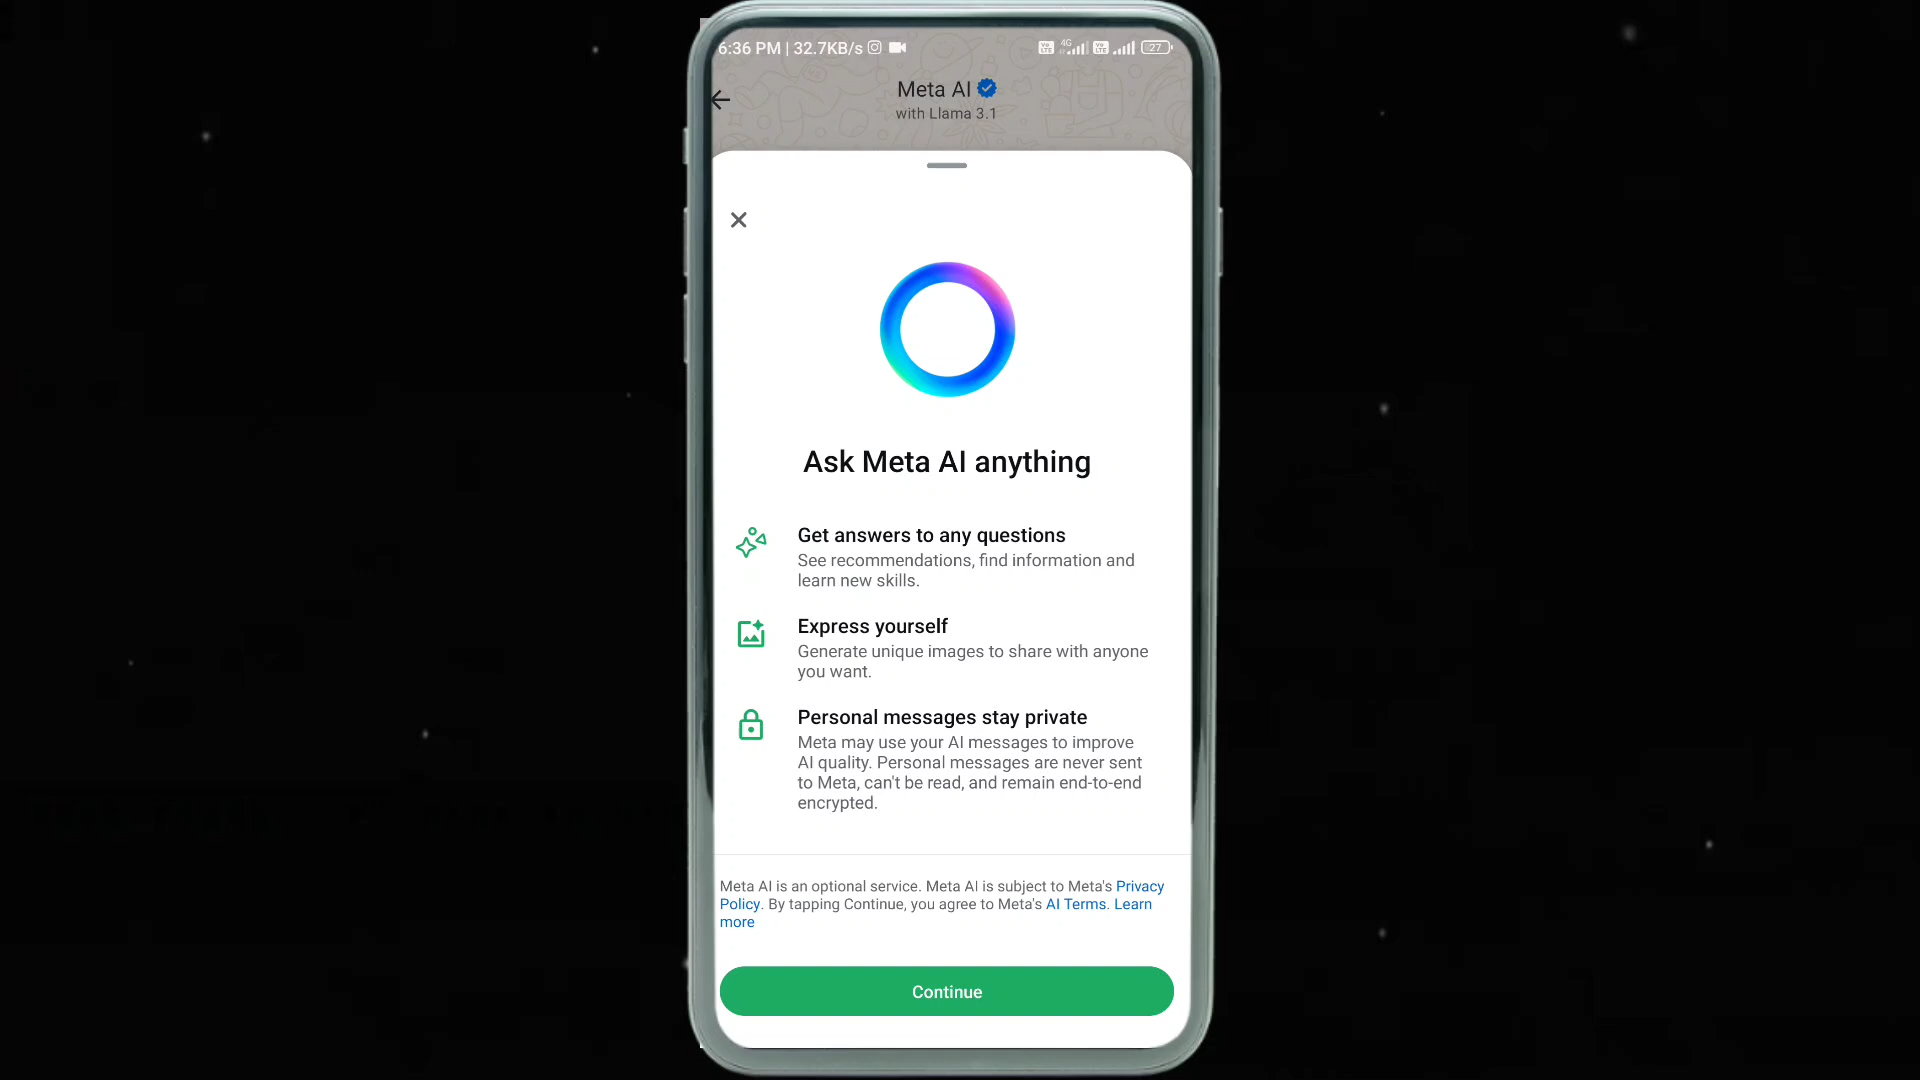 6:36 PM | 32.7KB/s 4G 27
Meta AI
with Llama 3.1
Ask Meta AI anything
Get answers to any questions
See recommendations, find information and
learn new skills.
Express yourself
Generate unique images to share with anyone
you want.
Personal messages stay private
Meta may use your AI messages to improve
AI quality. Personal messages are never sent
to Meta, can't be read, and remain end-to-end
encrypted.
Meta AI is an optional service. Meta AI is subject to Meta's Privacy
Policy. By tapping Continue, you agree to Meta's AI Terms. Learn
more
Continue